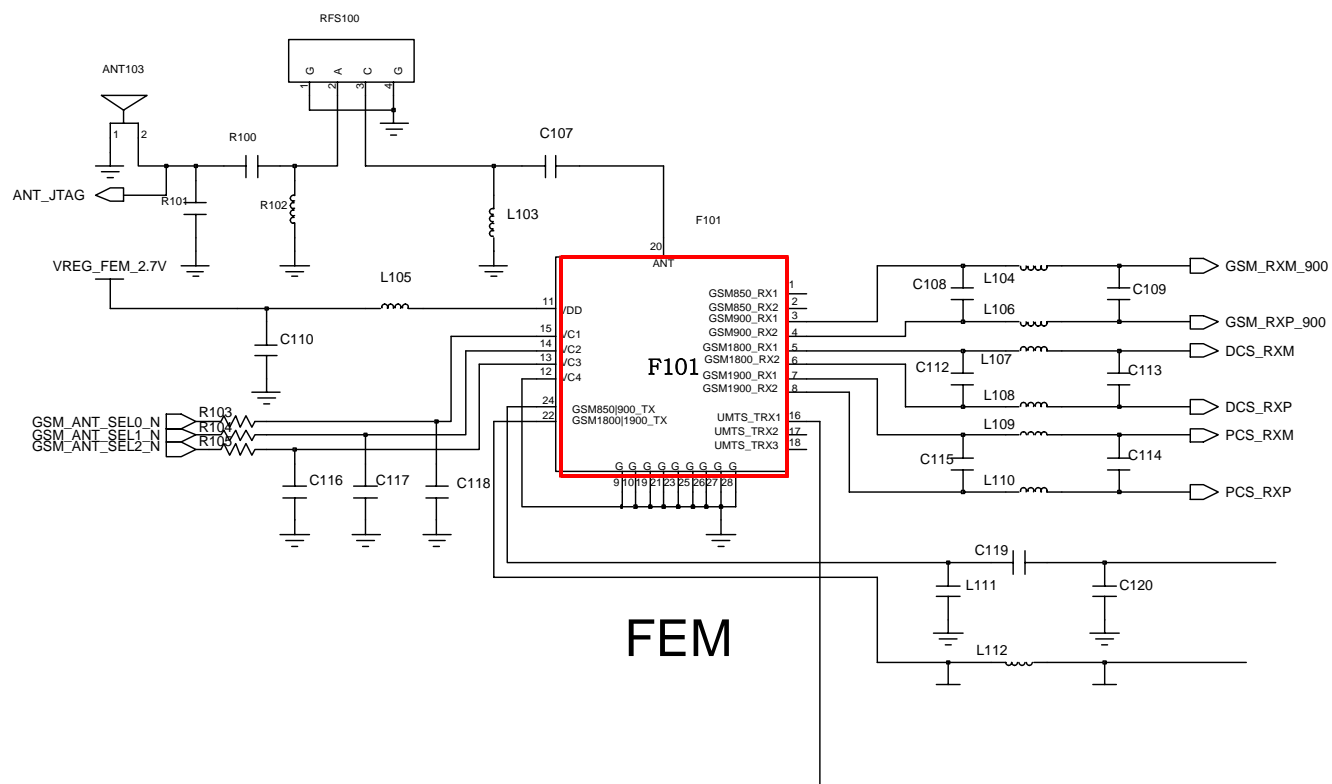 RFS100
G A C G
1 2 3 4
ANT103
1 2
R100
C107
ANT_JTAG
R101
R102
L103
F101
20
ANT
VREG_FEM_2.7V
L105
C110
11
15
14
13
12
24
22
VDD
VC1
VC2
VC3
VC4
GSM850|900_TX
GSM1800|1900_TX
F101
GSM850_RX1
GSM850_RX2
GSM900_RX1
GSM900_RX2
GSM1800_RX1
GSM1800_RX2
GSM1900_RX1
GSM1900_RX2
UMTS_TRX1
UMTS_TRX2
UMTS_TRX3
1
2
3
4
5
6
7
8
16
17
18
G G G G G G G G G
9 10 19 21 23 25 26 27 28
GSM_ANT_SEL0_N
GSM_ANT_SEL1_N
GSM_ANT_SEL2_N
R103
R104
R105
C116
C117
C118
C108
L104
C109
GSM_RXM_900
L106
GSM_RXP_900
L107
DCS_RXM
C112
C113
L108
DCS_RXP
L109
PCS_RXM
C115
C114
L110
PCS_RXP
C119
L111
C120
L112
FEM